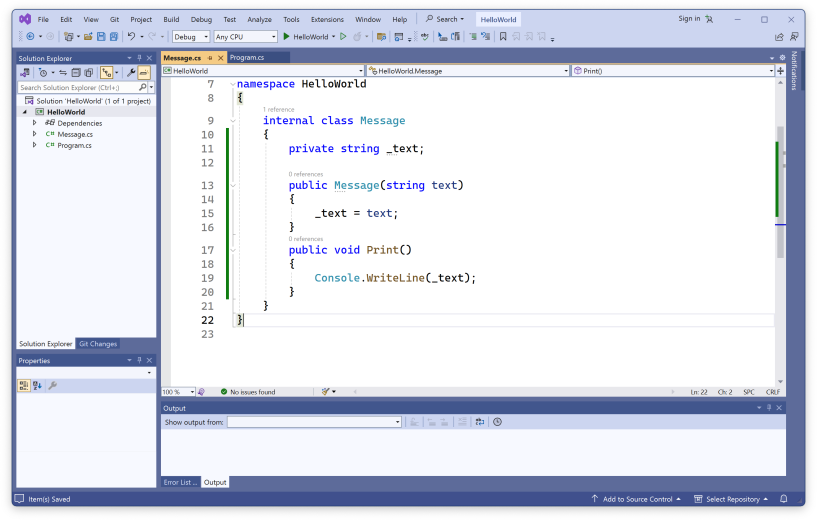 File Edit View Git Project Build Debug Test Analyze Tools Extensions Window Help Search HelloWorld Sign in
Debug Any CPU HelloWorld
Solution Explorer
Search Solution Explorer (Ctrl+;)
Solution 'HelloWorld' (1 of 1 project)
HelloWorld
Dependencies
C# Message.cs
C# Program.cs
Solution Explorer Git Changes
Properties
Message.cs Program.cs
HelloWorld HelloWorld.Message Print()
7 namespace HelloWorld
8 {
1 reference
9 internal class Message
10 {
11 private string _text;
12
0 references
13 public Message(string text)
14 {
15 _text = text;
16 }
0 references
17 public void Print()
18 {
19 Console.WriteLine(_text);
20 }
21 }
22 }
23
100 % No issues found Ln: 22 Ch: 2 SPC CRLF
Output
Show output from:
Error List ... Output
Notifications
Item(s) Saved Add to Source Control Select Repository